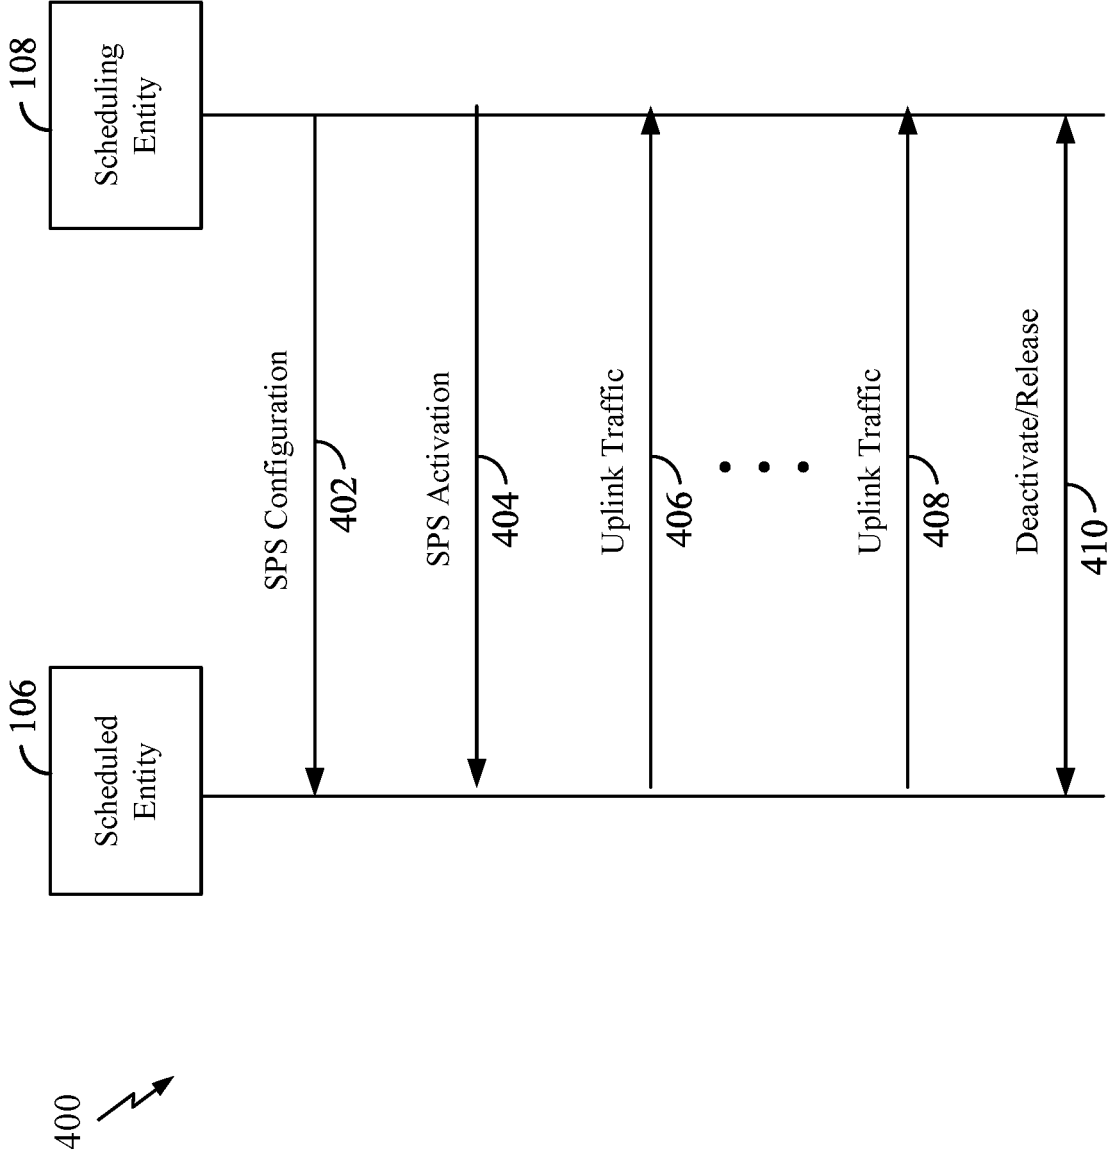 400
106
108
Scheduled
Entity
Scheduling
Entity
SPS Configuration
402
SPS Activation
404
Uplink Traffic
406
Uplink Traffic
408
Deactivate/Release
410